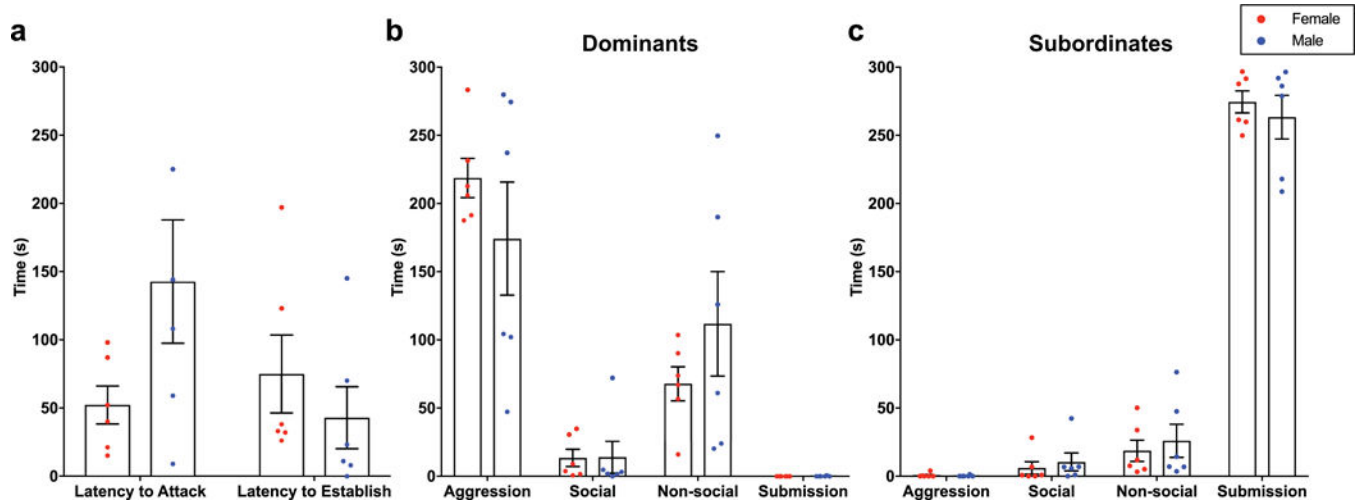 a
b
Dominants
c
Subordinates
Female
Male
Time (s)
300
250
200
150
100
50
0
Latency to Attack
Latency to Establish
Time (s)
300
250
200
150
100
50
0
Aggression
Social
Non-social
Submission
Time (s)
300
250
200
150
100
50
0
Aggression
Social
Non-social
Submission